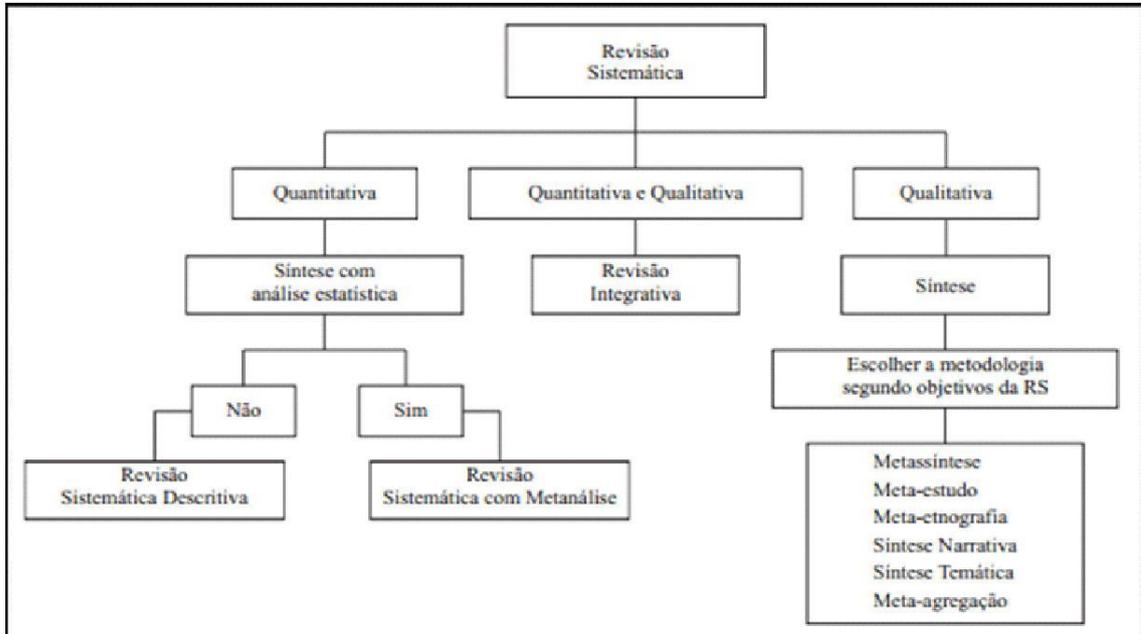 Revisão
Sistemática
Quantitativa
Quantitativa e Qualitativa
Qualitativa
Síntese com
análise estatística
Revisão
Integrativa
Síntese
Não
Sim
Escolher a metodologia
segundo objetivos da RS
Revisão
Sistemática Descritiva
Revisão
Sistemática com Metanálise
Metassíntese
Meta-estudo
Meta-etnografia
Síntese Narrativa
Síntese Temática
Meta-agregação